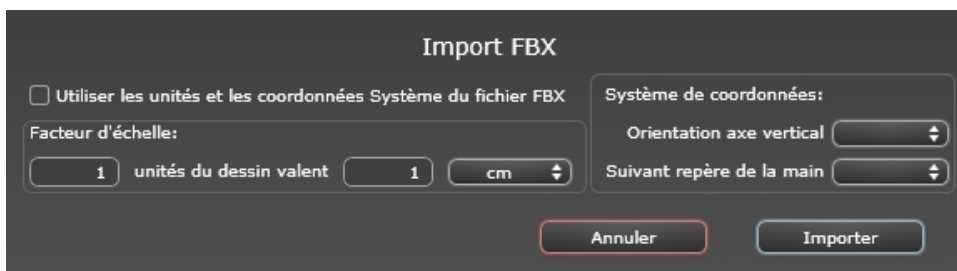 Import FBX
Utiliser les unités et les coordonnées Système du fichier FBX
Facteur d'échelle:
1 unités du dessin valent 1 cm
Système de coordonnées:
Orientation axe vertical
Suivant repère de la main
Annuler Importer